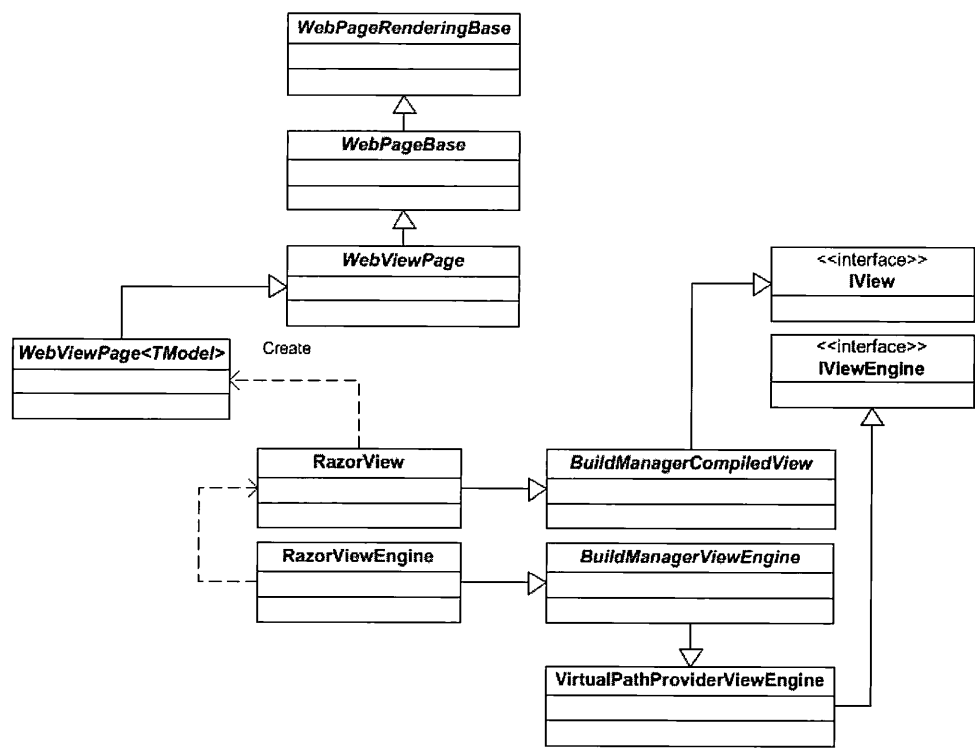 WebPageRenderingBase
WebPageBase
WebViewPage
<<interface>>
IView
WebViewPage<TModel>
Create
<<interface>>
IViewEngine
RazorView
BuildManagerCompiledView
RazorViewEngine
BuildManagerViewEngine
VirtualPathProviderViewEngine